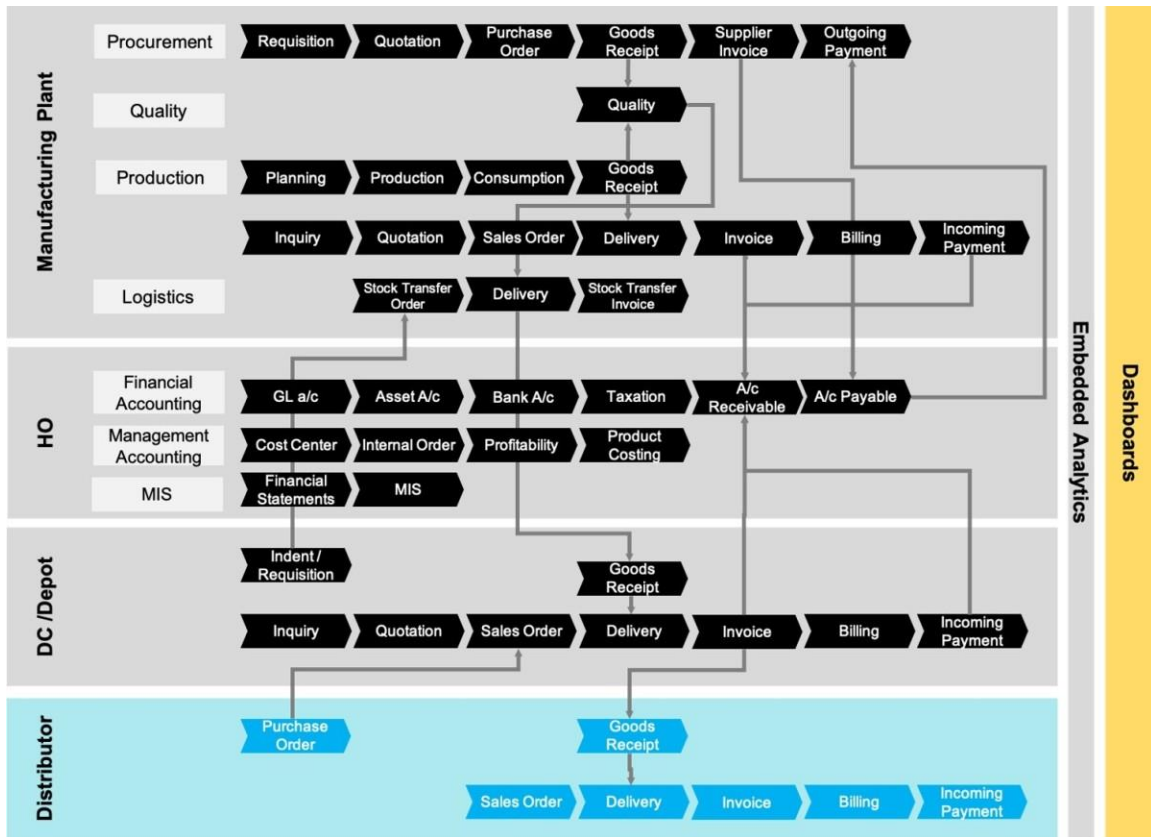 Manufacturing Plant
Procurement
Requisition
Quotation
Purchase
Order
Goods
Receipt
Supplier
Invoice
Outgoing
Payment
Quality
Quality
Production
Planning
Production
Consumption
Goods
Receipt
Inquiry
Quotation
Sales Order
Delivery
Invoice
Billing
Incoming
Payment
Logistics
Stock Transfer
Order
Delivery
Stock Transfer
Invoice
HO
Financial
Accounting
GL a/c
Asset A/c
Bank A/c
Taxation
A/c
Receivable
A/c Payable
Management
Accounting
Cost Center
Internal Order
Profitability
Product
Costing
MIS
Financial
Statements
MIS
DC /Depot
Indent /
Requisition
Goods
Receipt
Inquiry
Quotation
Sales Order
Delivery
Invoice
Billing
Incoming
Payment
Distributor
Purchase
Order
Goods
Receipt
Sales Order
Delivery
Invoice
Billing
Incoming
Payment
Embedded Analytics
Dashboards